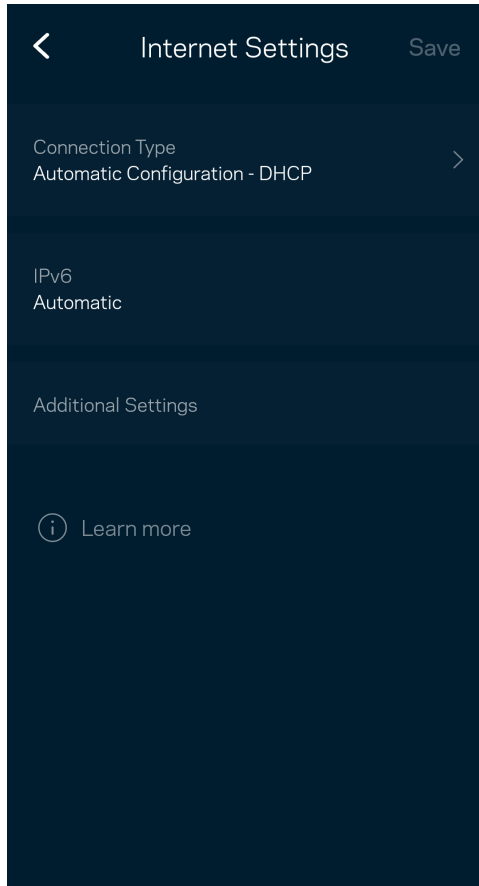 Internet Settings
Save
Connection Type
Automatic Configuration - DHCP
IPv6
Automatic
Additional Settings
Learn more